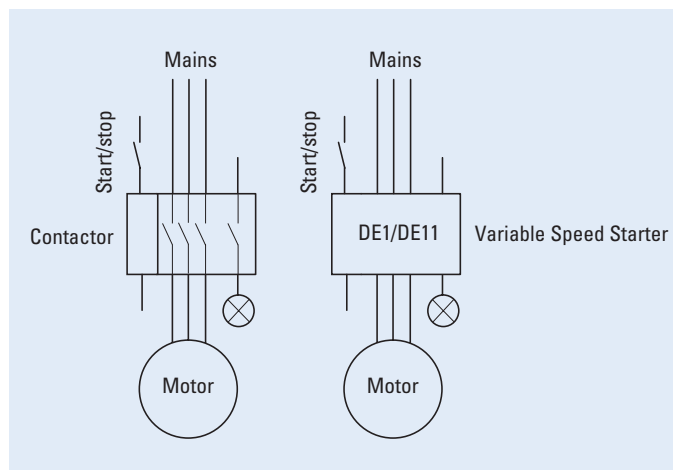 Mains
Start/stop
Contactor
Motor
Mains
Start/stop
DE1/DE11
Variable Speed Starter
Motor